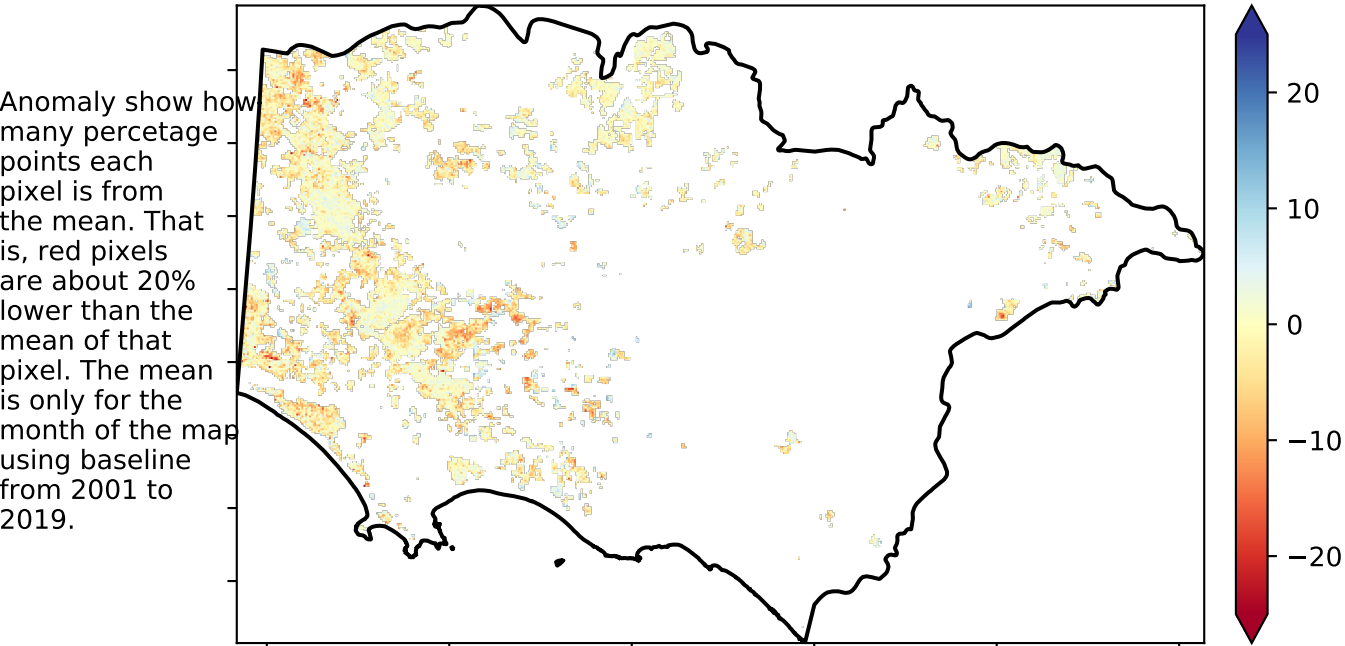 Anomaly show how
many percetage
points each
pixel is from
the mean. That
is, red pixels
are about 20%
lower than the
mean of that
pixel. The mean
is only for the
month of the map
using baseline
from 2001 to
2019.
20
10
0
−10
−20